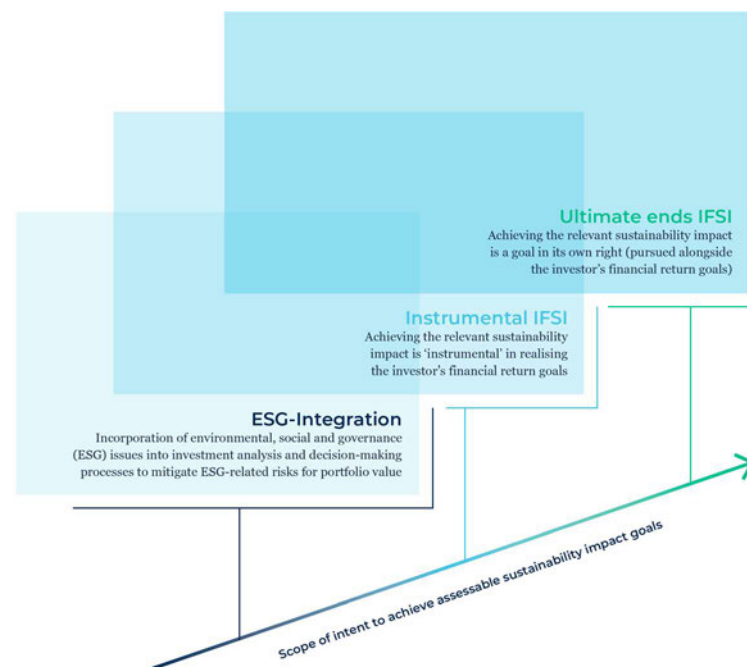 Ultimate ends IFSI
Achieving the relevant sustainability impact
is a goal in its own right (pursued alongside
the investor’s financial return goals)
Instrumental IFSI
Achieving the relevant sustainability
impact is ‘instrumental’ in realising
the investor’s financial return goals
ESG-Integration
Incorporation of environmental, social and governance
(ESG) issues into investment analysis and decision-making
processes to mitigate ESG-related risks for portfolio value
Scope of intent to achieve assessable sustainability impact goals